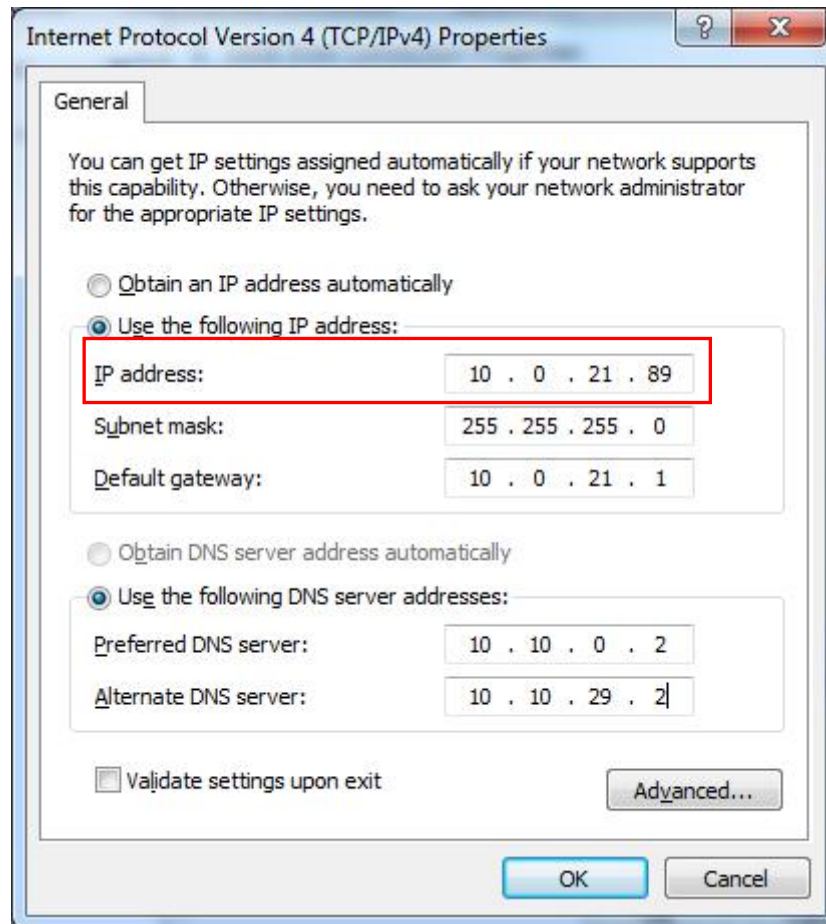 Internet Protocol Version 4 (TCP/IPv4) Properties
General
You can get IP settings assigned automatically if your network supports
this capability. Otherwise, you need to ask your network administrator
for the appropriate IP settings.
Obtain an IP address automatically
Use the following IP address:
IP address: 10 . 0 . 21 . 89
Subnet mask: 255 . 255 . 255 . 0
Default gateway: 10 . 0 . 21 . 1
Obtain DNS server address automatically
Use the following DNS server addresses:
Preferred DNS server: 10 . 10 . 0 . 2
Alternate DNS server: 10 . 10 . 29 . 2
Validate settings upon exit
Advanced...
OK Cancel